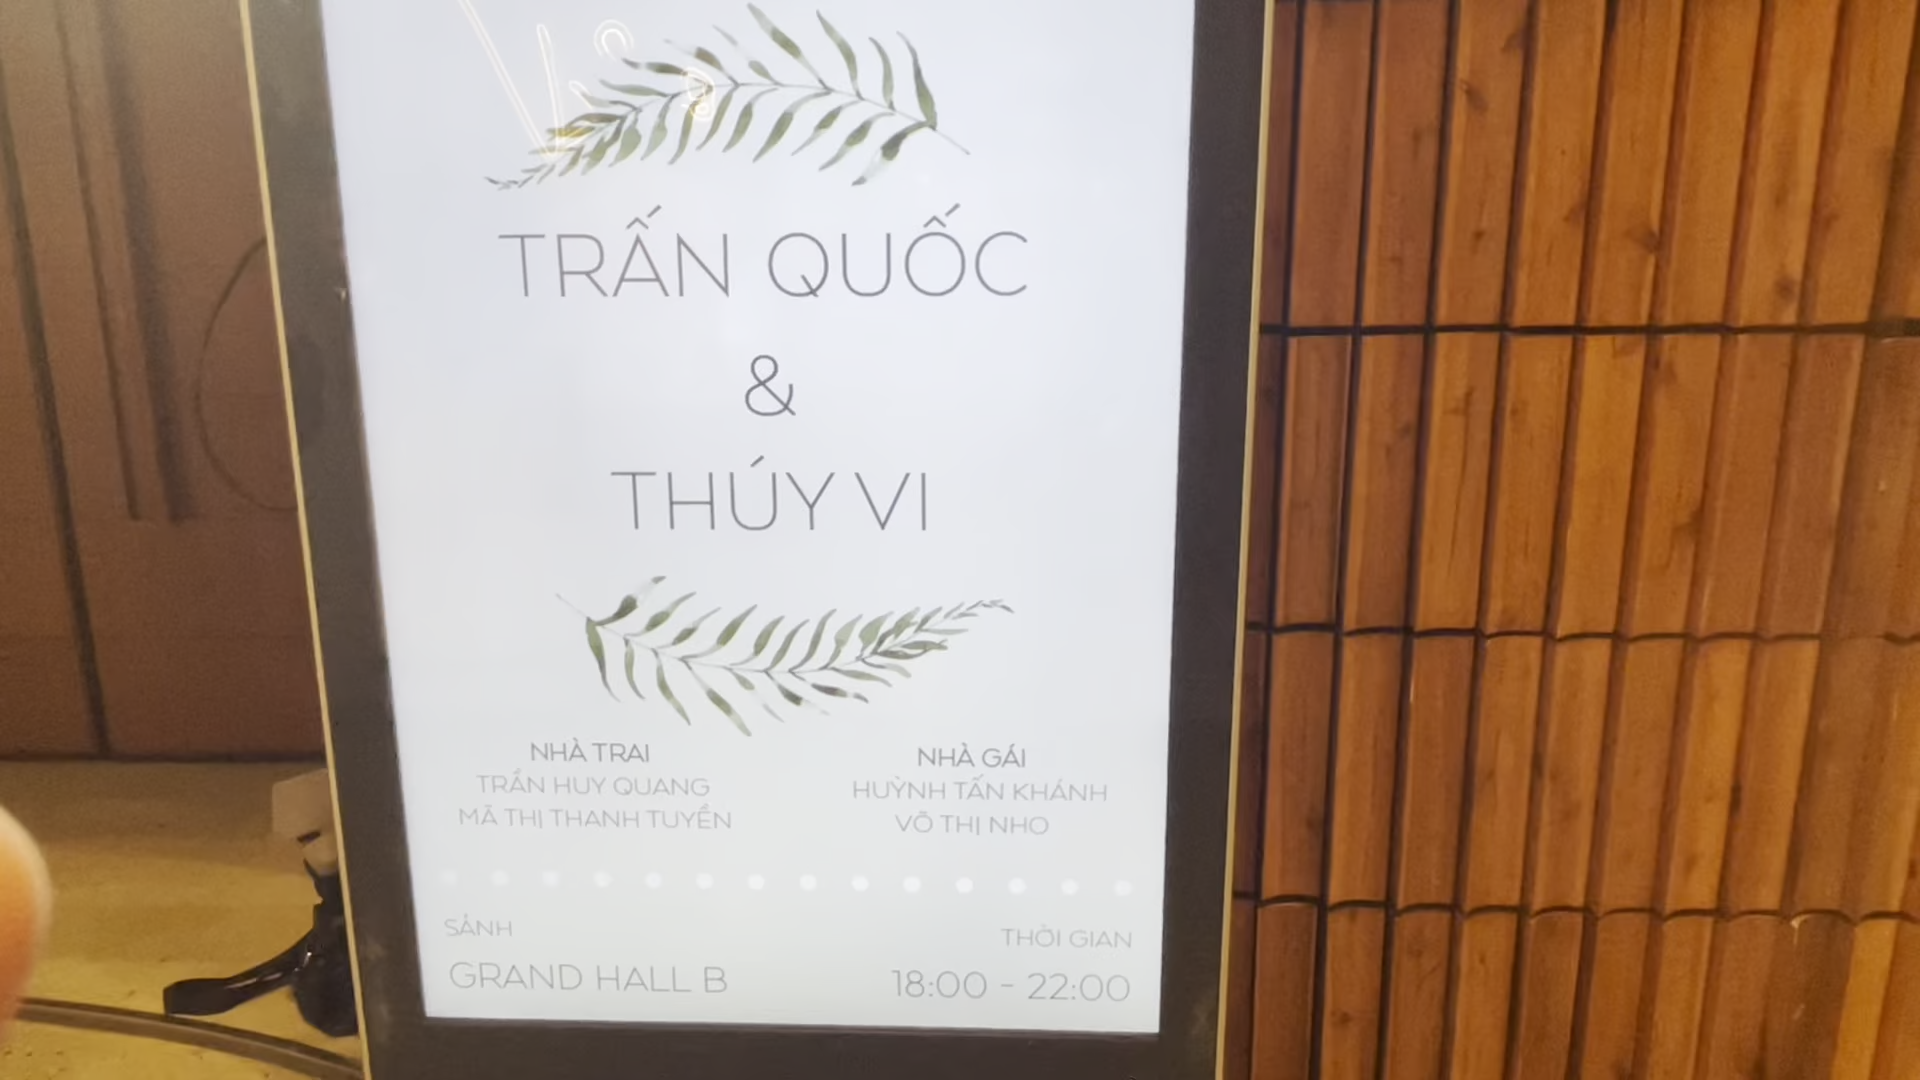 TRẤN QUỐC
&
THÚY VI
NHÀ TRAI
TRẦN HUY QUANG
MÃ THỊ THANH TUYỀN
NHÀ GÁI
HUỲNH TẤN KHÁNH
VÕ THỊ NHO
SẢNH
GRAND HALL B
THỜI GIAN
18:00 - 22:00